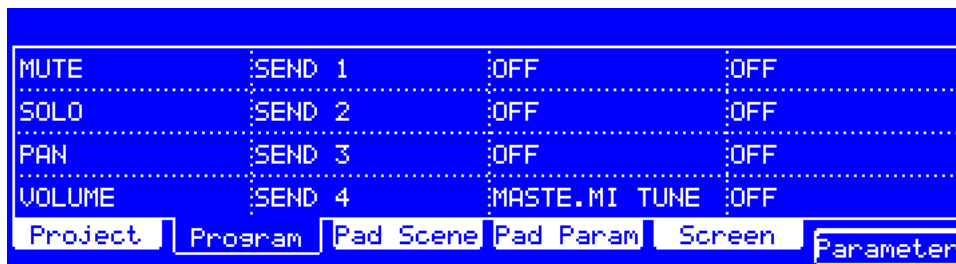 MUTE SEND 1 OFF OFF
SOLO SEND 2 OFF OFF
PAN SEND 3 OFF OFF
VOLUME SEND 4 MASTE.MI TUNE OFF
Project Program Pad Scene Pad Param Screen Parameter